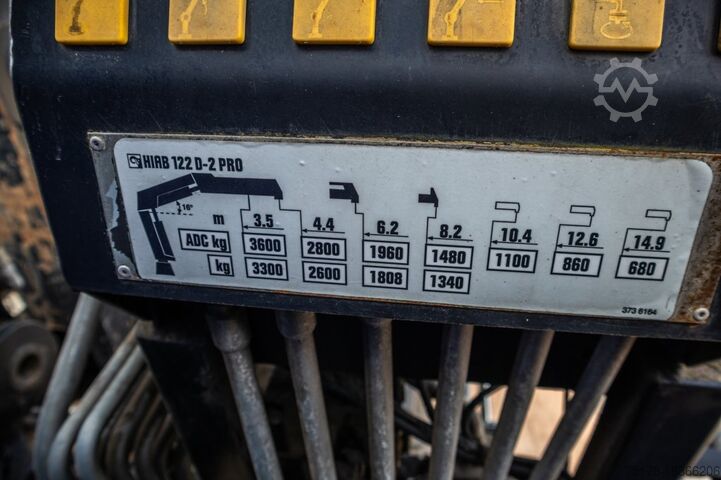 HIAB 122 D-2 PRO
16°
m 3.5 4.4 6.2 8.2 10.4 12.6 14.9
ADC kg 3600 2800 1960 1480 1100 860 680
kg 3300 2600 1808 1340
373 6164